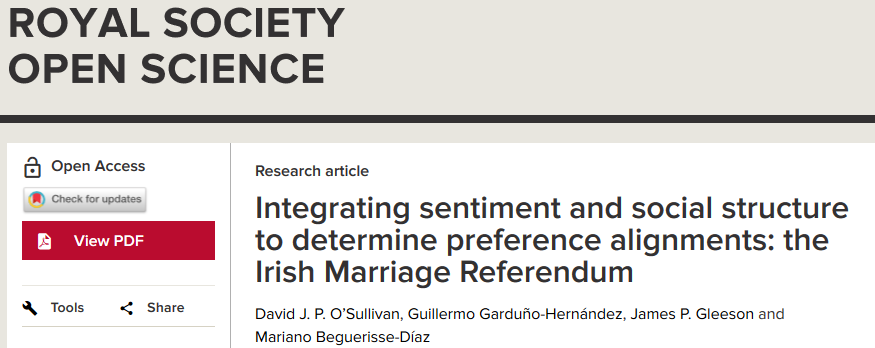 ROYAL SOCIETY
OPEN SCIENCE
Open Access
Check for updates
View PDF
Tools
Share
Research article
Integrating sentiment and social structure
to determine preference alignments: the
Irish Marriage Referendum
David J. P. O’Sullivan, Guillermo Garduño-Hernández, James P. Gleeson and
Mariano Beguerisse-Díaz